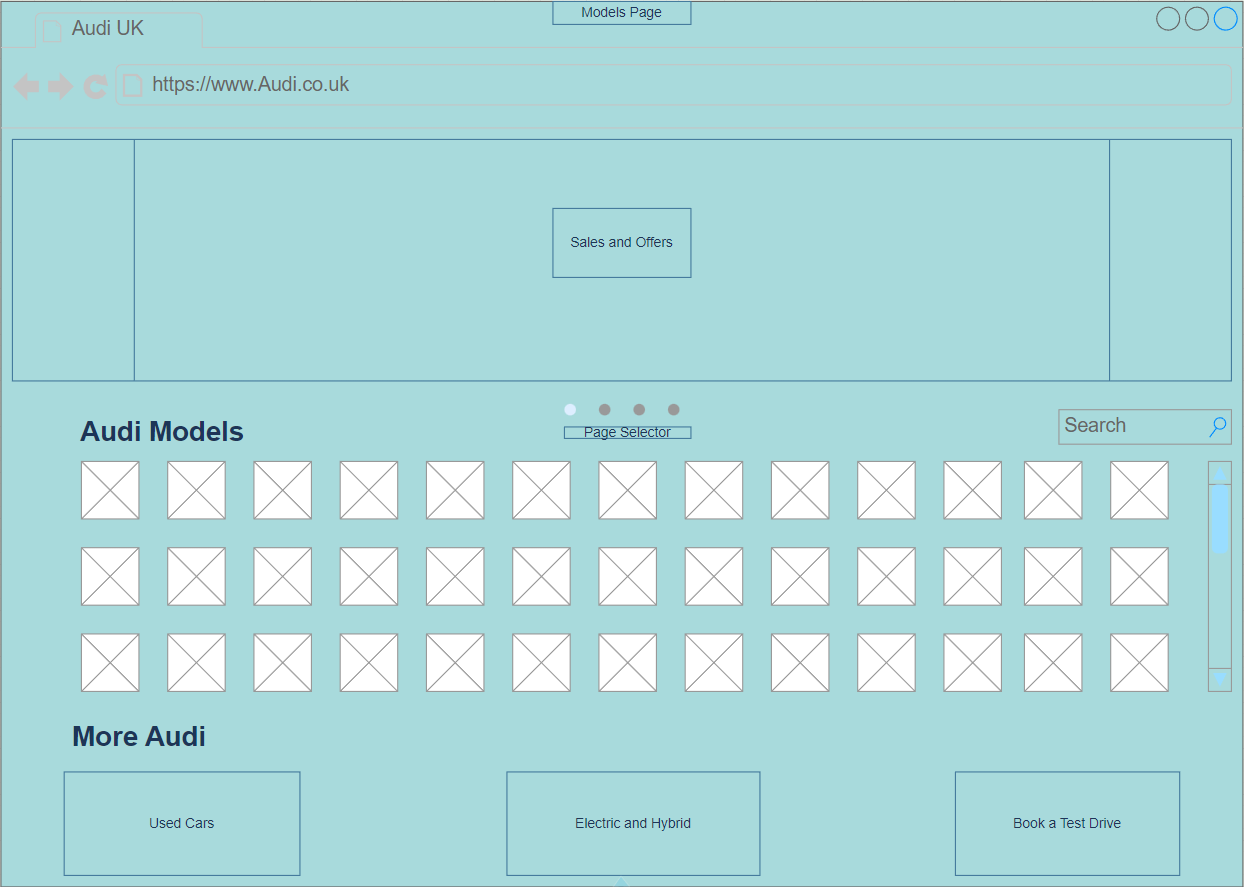 Models Page
Audi UK
https://www.Audi.co.uk
Sales and Offers
Audi Models
Page Selector
Search
More Audi
Used Cars
Electric and Hybrid
Book a Test Drive